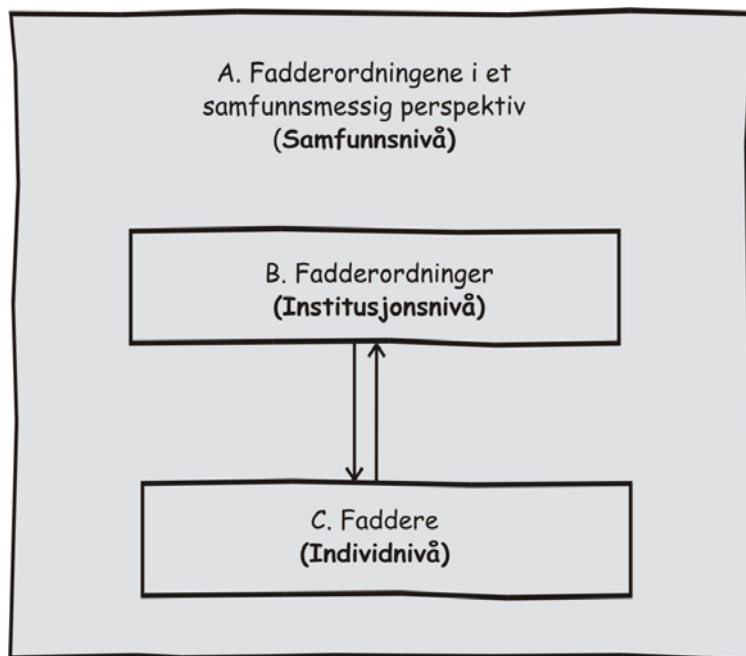 A. Fadderordningene i et
samfunnsmessig perspektiv
(Samfunnsnivå)
B. Fadderordninger
(Institusjonsnivå)
C. Faddere
(Individnivå)